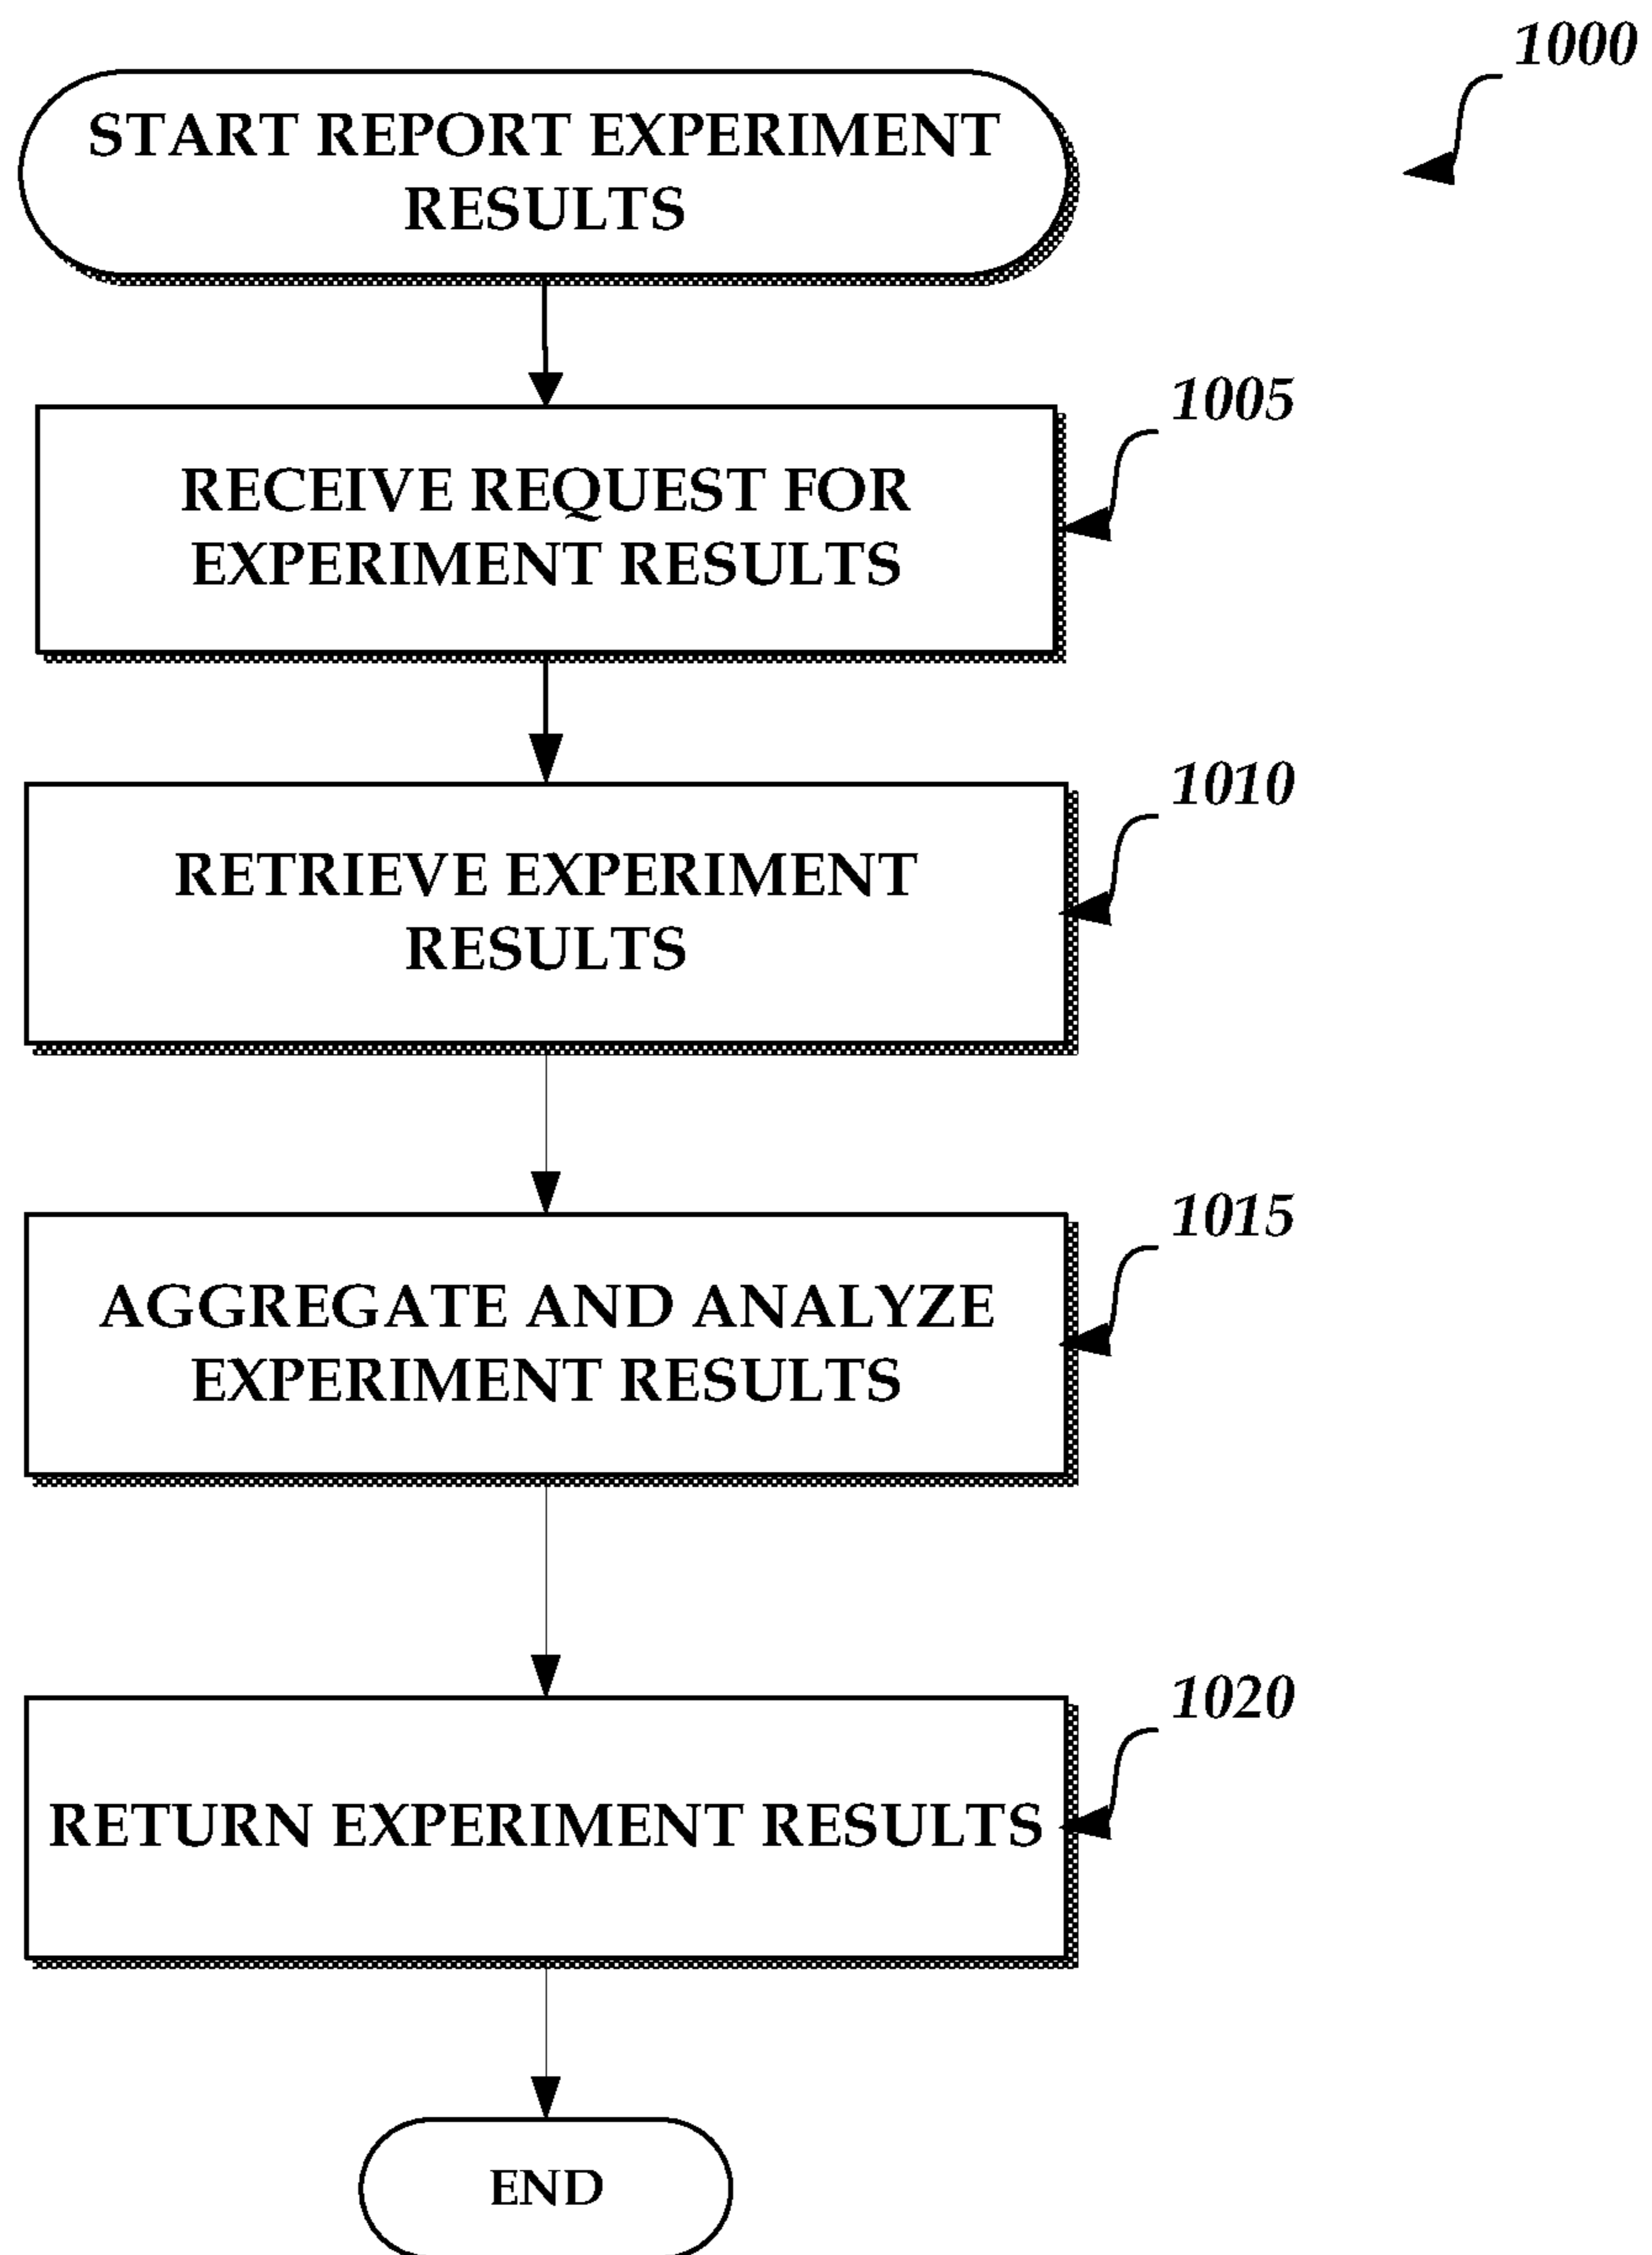 1000
START REPORT EXPERIMENT
RESULTS
1005
RECEIVE REQUEST FOR
EXPERIMENT RESULTS
1010
RETRIEVE EXPERIMENT
RESULTS
1015
AGGREGATE AND ANALYZE
EXPERIMENT RESULTS
1020
RETURN EXPERIMENT RESULTS
END